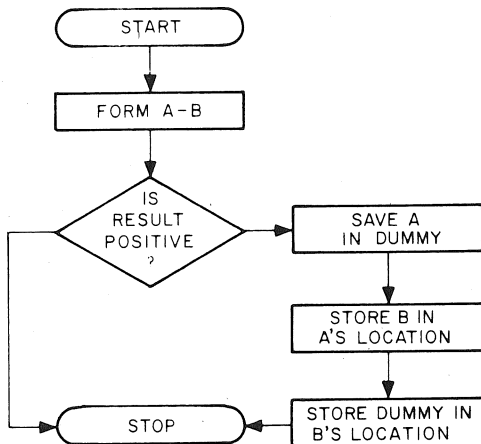 START
FORM A-B
IS
RESULT
POSITIVE
?
SAVE A
IN DUMMY
STORE B IN
A'S LOCATION
STORE DUMMY IN
B'S LOCATION
STOP